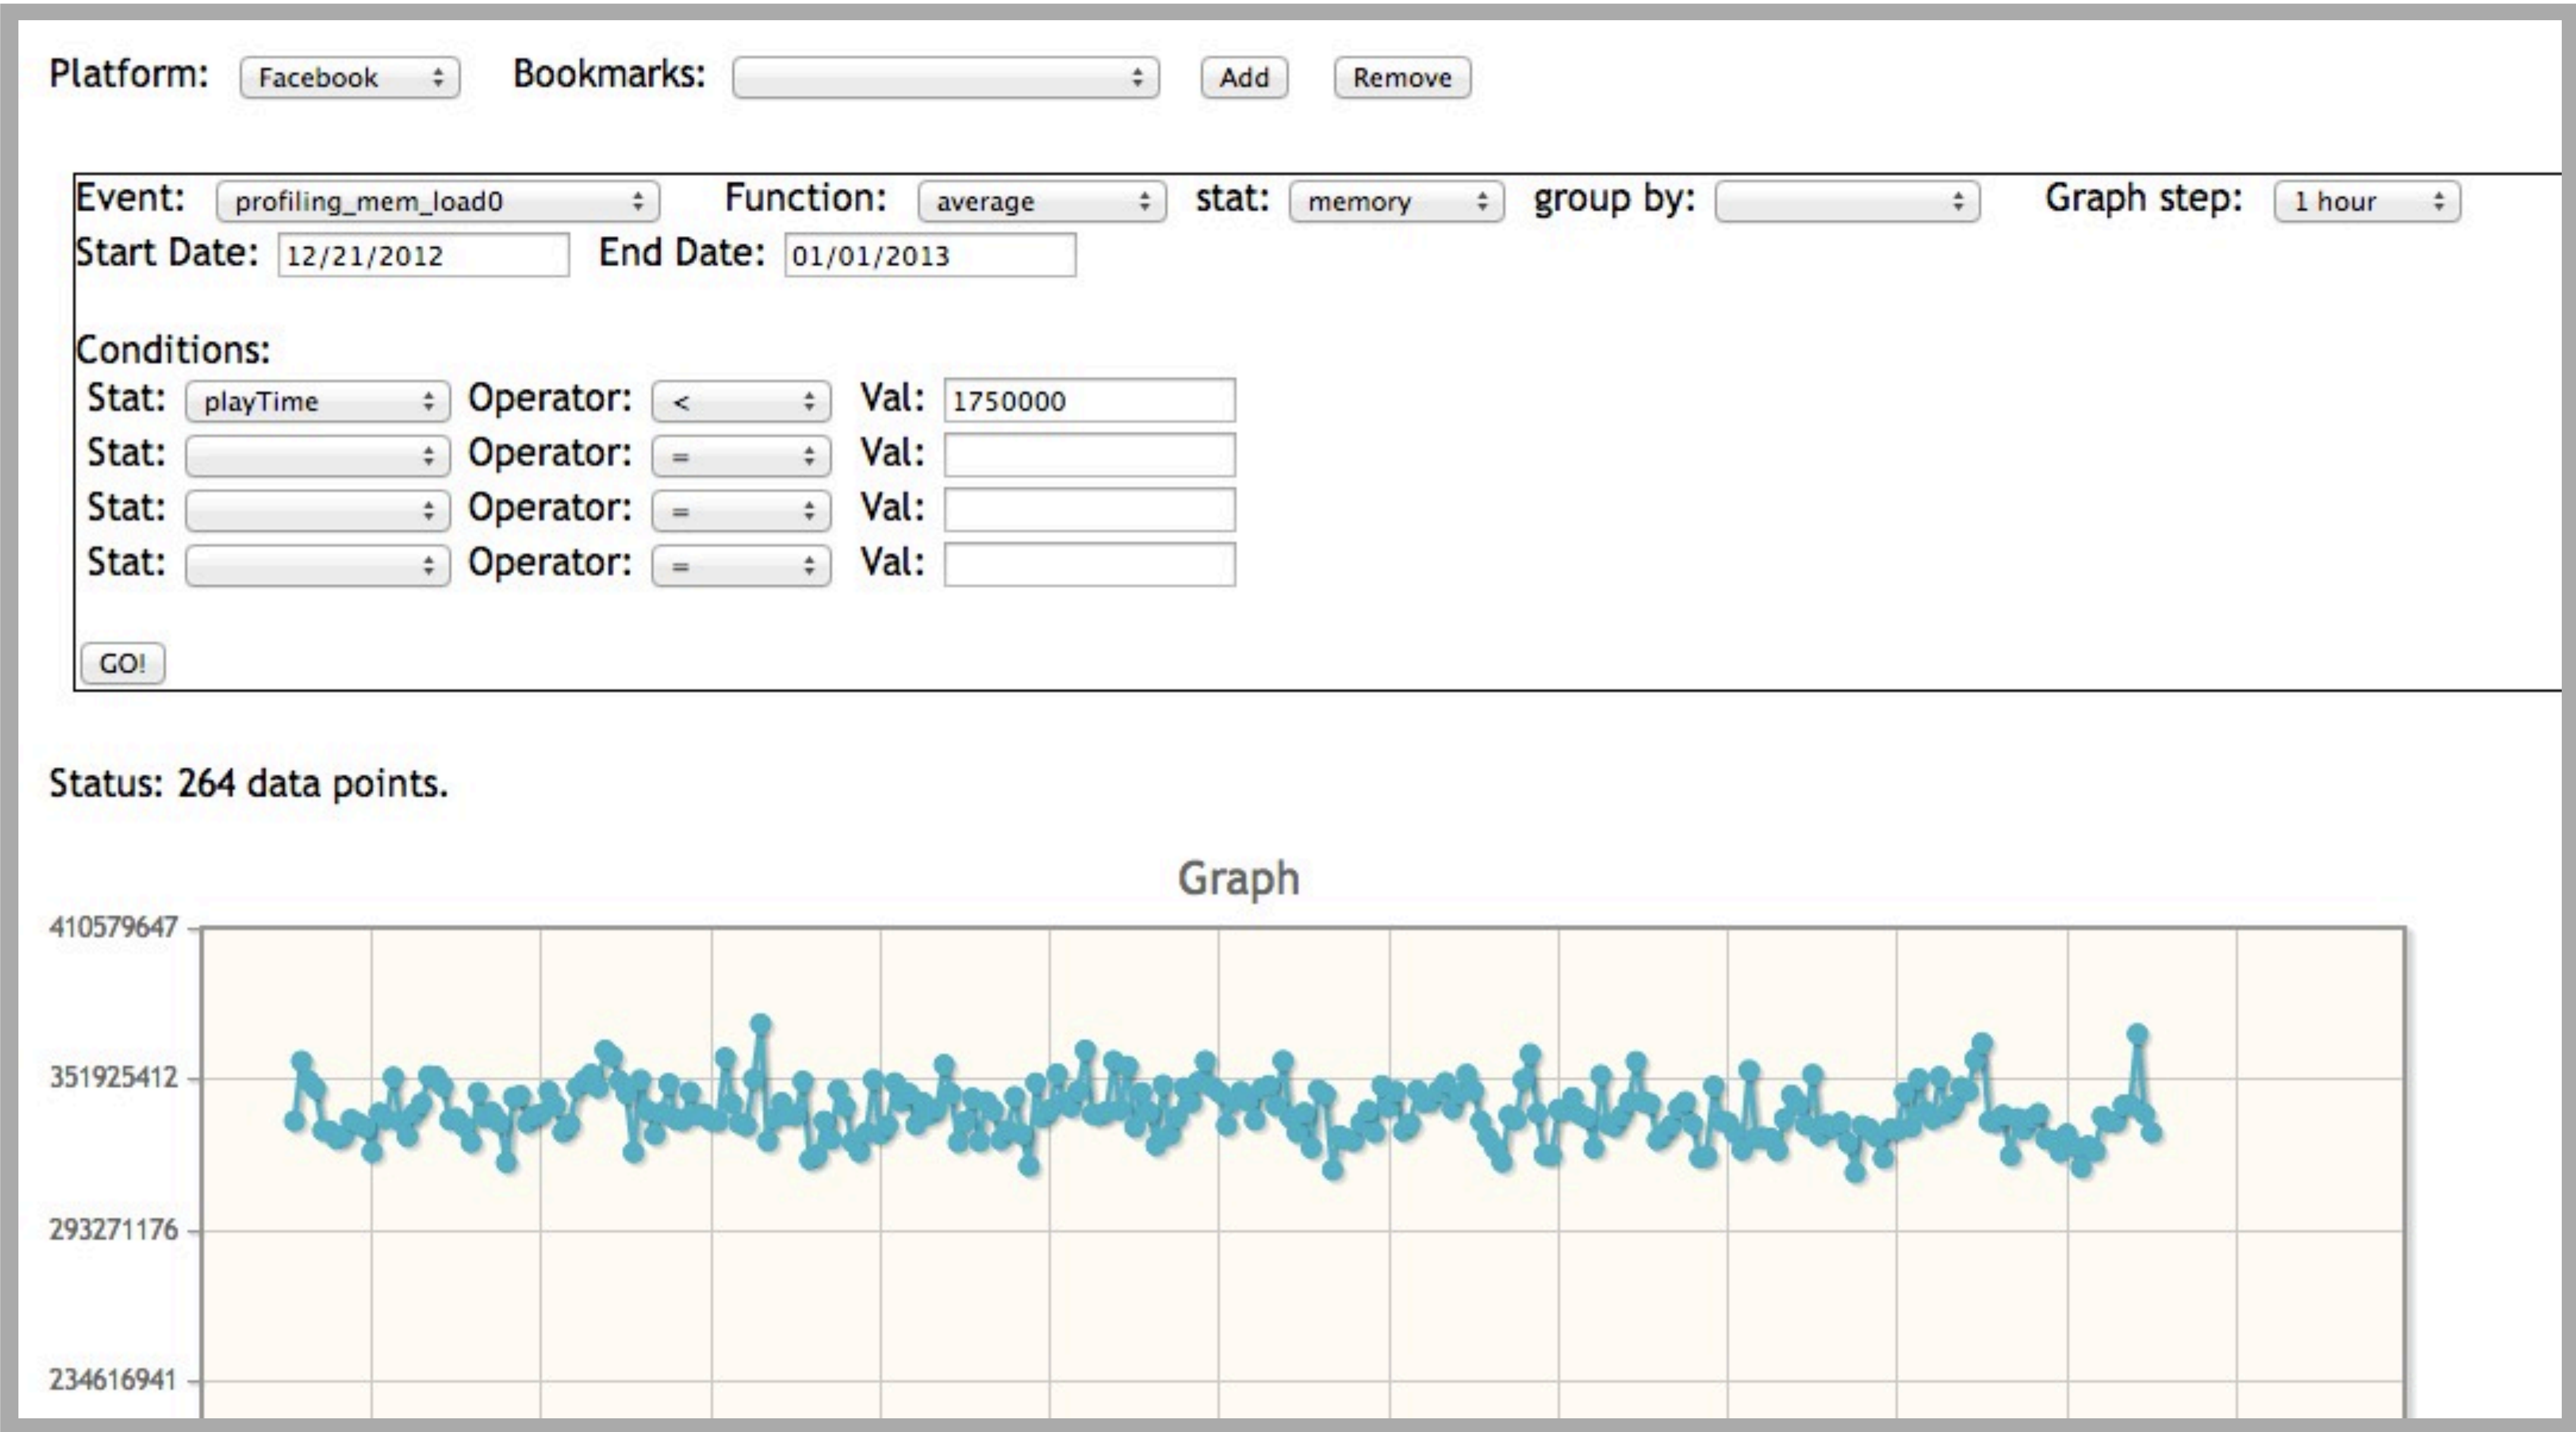 Platform: Facebook Bookmarks: Add Remove
Event: profiling_mem_load0 Function: average stat: memory group by: Graph step: 1 hour
Start Date: 12/21/2012 End Date: 01/01/2013
Conditions:
Stat: playTime Operator: < Val: 1750000
Stat: Operator: = Val:
Stat: Operator: = Val:
Stat: Operator: = Val:
GO!
Status: 264 data points.
Graph
410579647
351925412
293271176
234616941